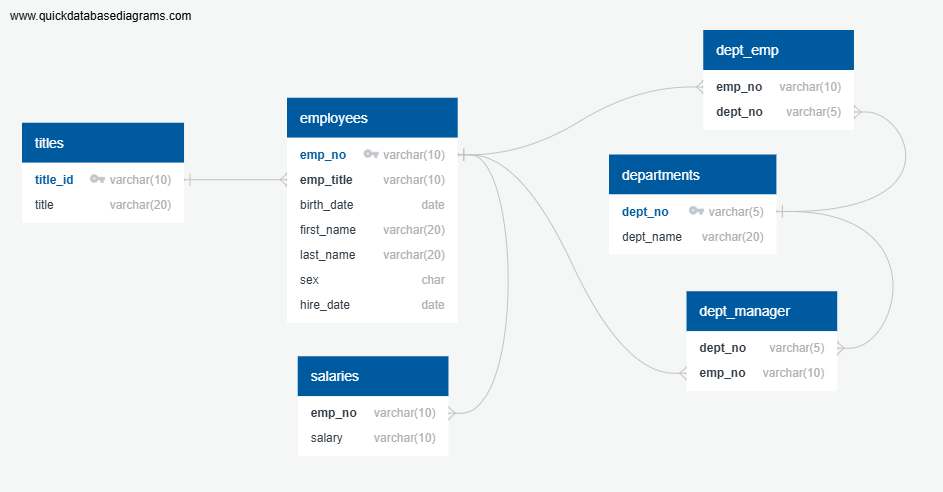 www.quickdatabasediagrams.com
titles
title_id varchar(10)
title varchar(20)
employees
emp_no varchar(10)
emp_title varchar(10)
birth_date date
first_name varchar(20)
last_name varchar(20)
sex char
hire_date date
salaries
emp_no varchar(10)
salary varchar(10)
dept_emp
emp_no varchar(10)
dept_no varchar(5)
departments
dept_no varchar(5)
dept_name varchar(20)
dept_manager
dept_no varchar(5)
emp_no varchar(10)